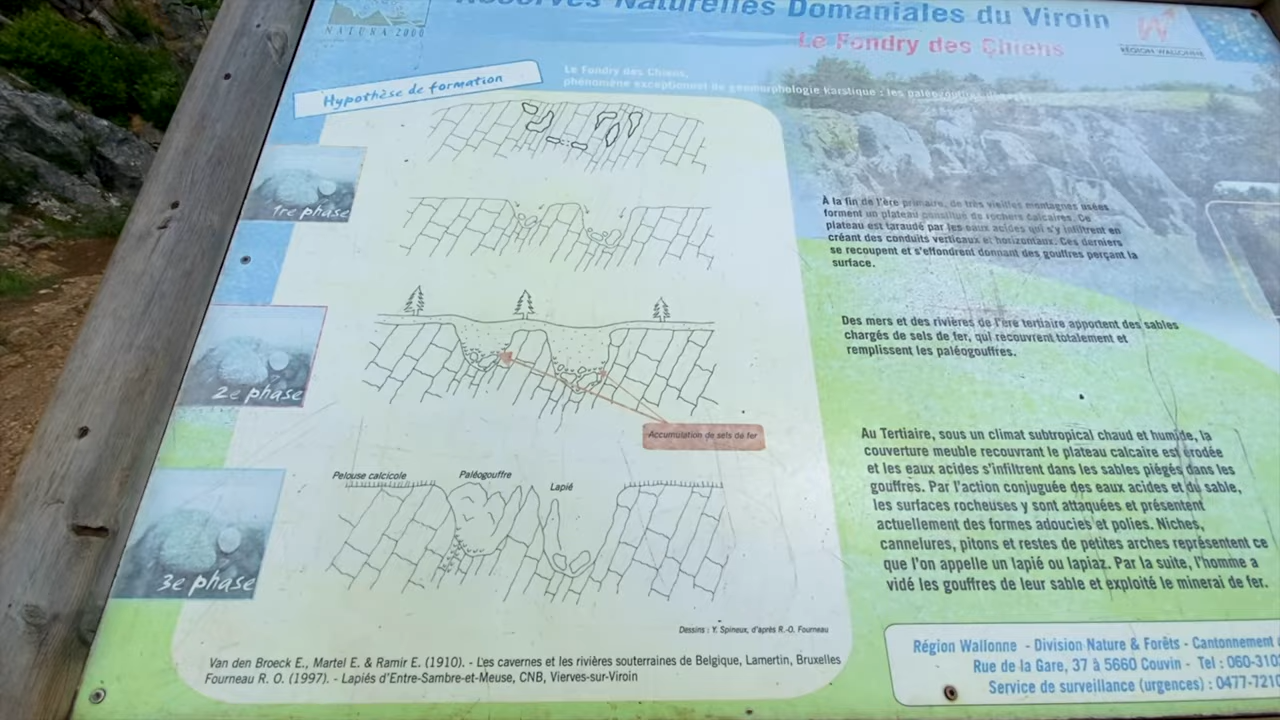 Réserves Naturelles Domaniales du Viroin
Le Fondry des Chiens
NATURA 2000
RÉGION WALLONNE
Hypothèse de formation
Le Fondry des Chiens,
phénomène exceptionnel de géomorphologie karstique : les
1re phase
À la fin de l'ère primaire, de très vieilles montagnes usées
forment un plateau constitué de rochers calcaires. Ce
plateau est taraudé par les eaux acides qui s'y infiltrent en
créant des conduits verticaux et horizontaux. Ces derniers
se recoupent et s'effondrent donnant des gouffres perçant la
surface.
2e phase
Accumulation de sels de fer
Des mers et des rivières de l'ère tertiaire apportent des sables
chargés de sels de fer, qui recouvrent totalement et
remplissent les paléogouffres.
3e phase
Pelouse calcicole
Paléogouffre
Lapié
Au Tertiaire, sous un climat subtropical chaud et humide, la
couverture meuble recouvrant le plateau calcaire est érodée
et les eaux acides s'infiltrent dans les sables piégés dans les
gouffres. Par l'action conjuguée des eaux acides et du sable,
les surfaces rocheuses y sont attaquées et présentent
actuellement des formes adoucies et polies. Niches,
cannelures, pitons et restes de petites arches représentent ce
que l'on appelle un lapié ou lapiaz. Par la suite, l'homme a
vidé les gouffres de leur sable et exploité le minerai de fer.
Dessins : Y. Spineux, d'après R.-O. Fourneau
Van den Broeck E., Martel E. & Ramir E. (1910). - Les cavernes et les rivières souterraines de Belgique, Lamertin, Bruxelles
Fourneau R. O. (1997). - Lapiés d'Entre-Sambre-et-Meuse, CNB, Vierves-sur-Viroin
Région Wallonne - Division Nature & Forêts - Cantonnement
Rue de la Gare, 37 à 5660 Couvin - Tel : 060-310
Service de surveillance (urgences) : 0477-7210